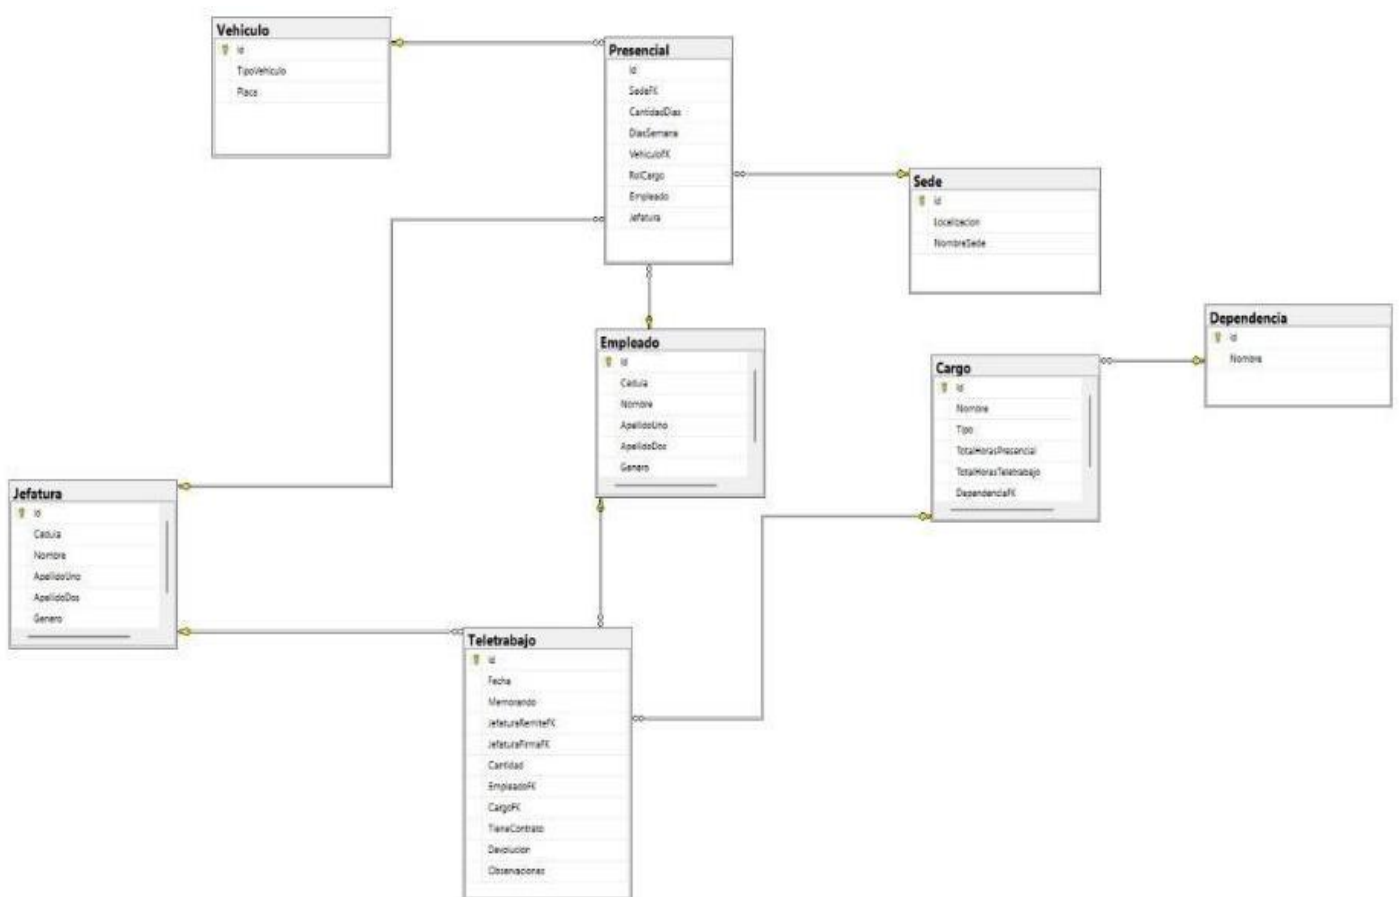 Vehiculo
Id
TipoVehiculo
Placa
Presencial
Id
SedeFK
CantidadDias
DiasSemana
VehiculoFK
RolCargo
Empleado
Jefatura
Sede
Id
Localizacion
NombreSede
Dependencia
Id
Nombre
Empleado
Id
Cedula
Nombre
ApellidoUno
ApellidoDos
Genero
Cargo
Id
Nombre
Tipo
TotalHorasPresencial
TotalHorasTeletrabajo
DependenciaFK
Jefatura
Id
Cedula
Nombre
ApellidoUno
ApellidoDos
Genero
Teletrabajo
Id
Fecha
Memorando
JefaturaRemiteFK
JefaturaFirmaFK
Cantidad
EmpleadoFK
CargoFK
TieneContrato
Devolucion
Observaciones